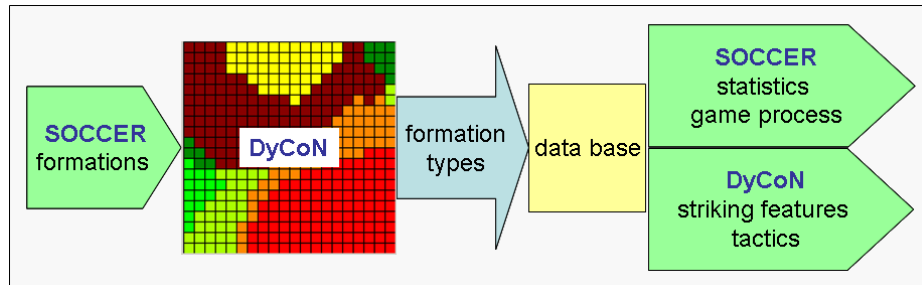 SOCCER
formations
DyCoN
formation
types
data base
SOCCER
statistics
game process
DyCoN
striking features
tactics